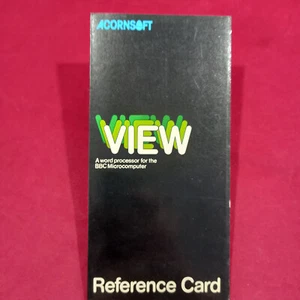 ACORNSOFT
VIEW
A word processor for the
BBC Microcomputer
Reference Card